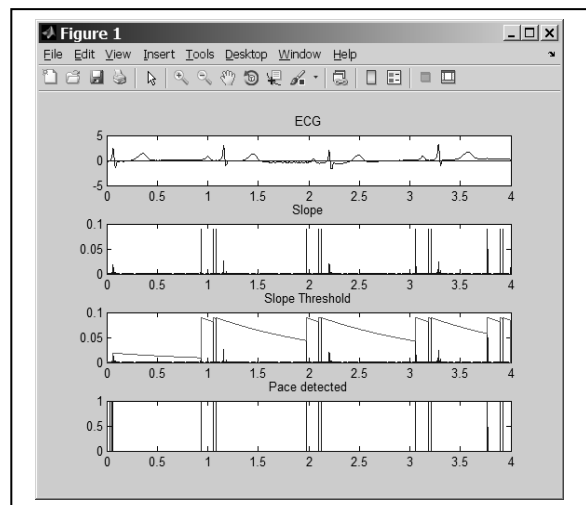 Figure 1
File Edit View Insert Tools Desktop Window Help
ECG
5
0
-5
0 0.5 1 1.5 2 2.5 3 3.5 4
Slope
0.1
0.05
0
0 0.5 1 1.5 2 2.5 3 3.5 4
Slope Threshold
0.1
0.05
0
0 0.5 1 1.5 2 2.5 3 3.5 4
Pace detected
1
0.5
0
0 0.5 1 1.5 2 2.5 3 3.5 4